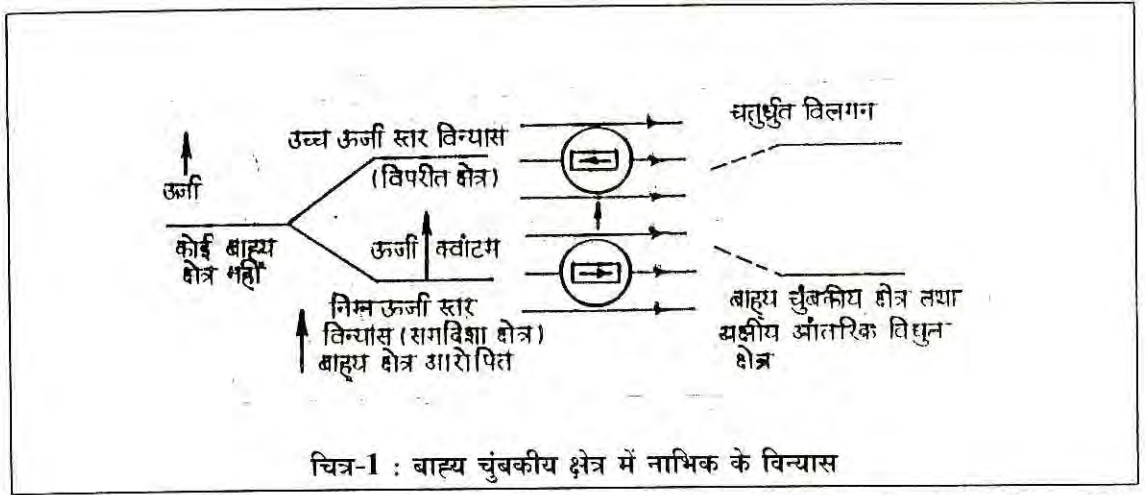 चतुर्ध्रुत विलगन
उच्च ऊर्जा स्तर विन्यास
(विपरीत क्षेत्र)
ऊर्जा
कोई बाह्य
क्षेत्र नहीं
ऊर्जा क्वांटम
निम्न ऊर्जा स्तर
विन्यास (समदिशा क्षेत्र)
बाह्य क्षेत्र आरोपित
बाह्य चुंबकीय क्षेत्र तथा
आंतरिक विद्युत
क्षेत्र
चित्र-1 : बाह्य चुंबकीय क्षेत्र में नाभिक के विन्यास